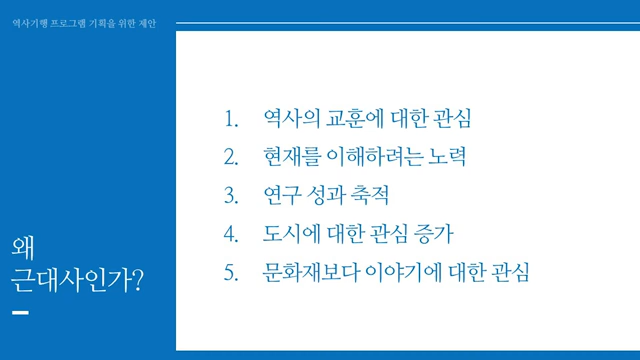 역사기행 프로그램 기획을 위한 제안
왜
근대사인가?
1. 역사의 교훈에 대한 관심
2. 현재를 이해하려는 노력
3. 연구 성과 축적
4. 도시에 대한 관심 증가
5. 문화재보다 이야기에 대한 관심